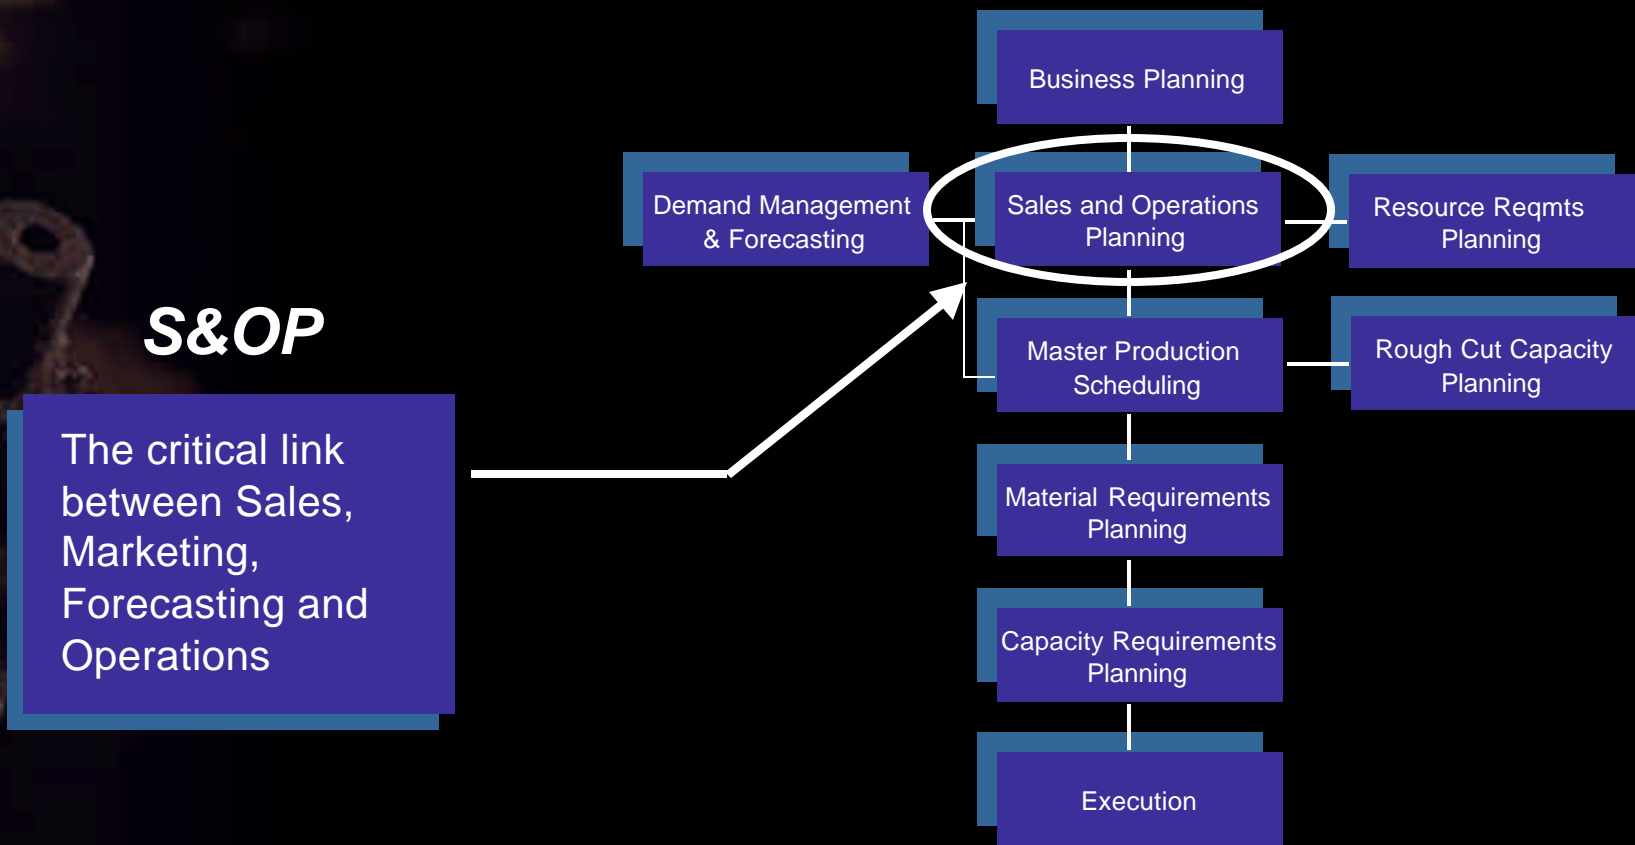 Business Planning
Demand Management
& Forecasting
Sales and Operations
Planning
Resource Reqmts
Planning
S&OP
The critical link
between Sales,
Marketing,
Forecasting and
Operations
Master Production
Scheduling
Rough Cut Capacity
Planning
Material Requirements
Planning
Capacity Requirements
Planning
Execution